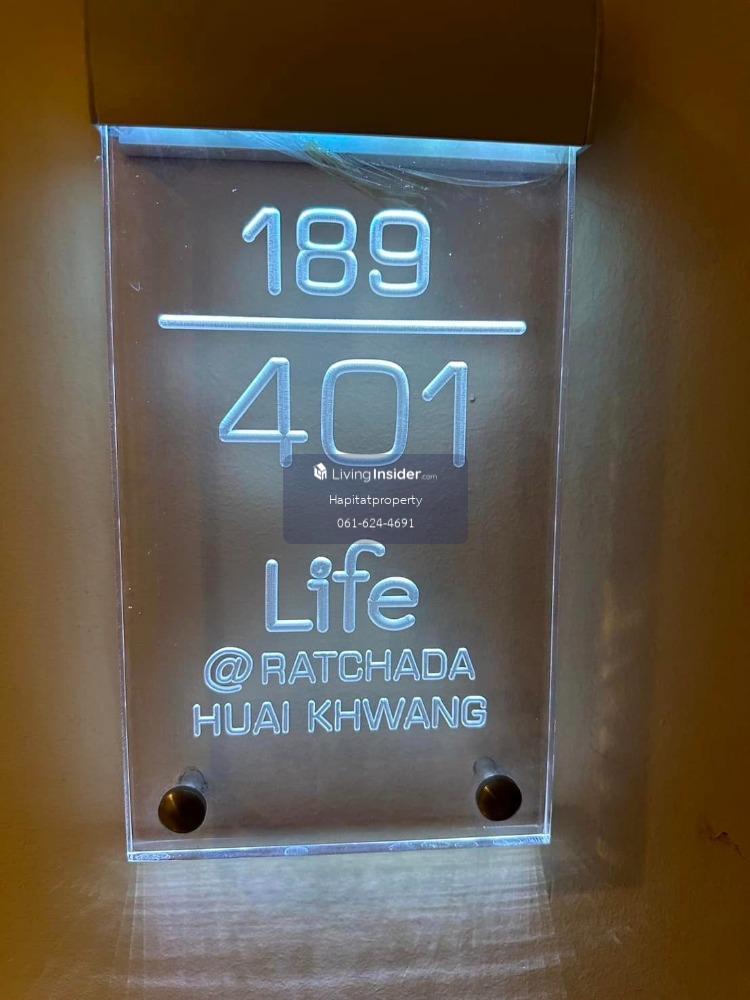 189
401
LivingInsider.com
Hapitatproperty
061-624-4691
Life
@ RATCHADA
HUAI KHWANG